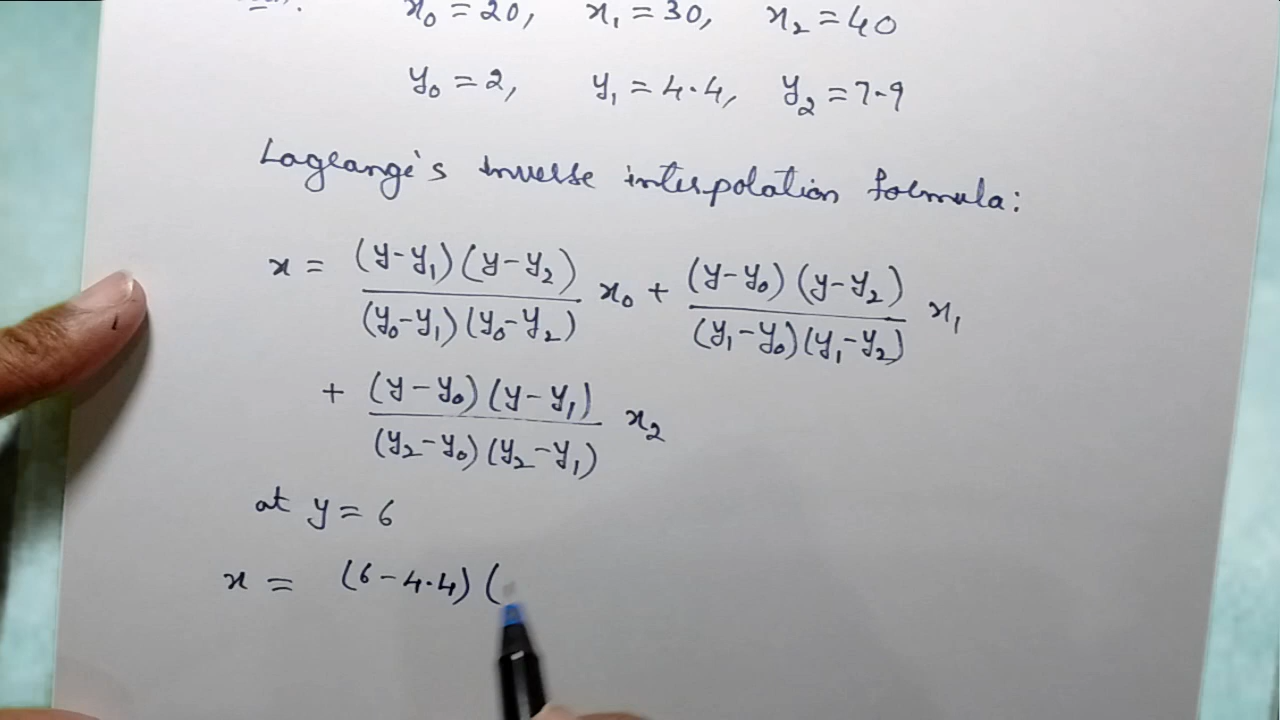 x₀ = 20, x₁ = 30, x₂ = 40
y₀ = 2, y₁ = 4.4, y₂ = 7.9
Lagrange's Inverse interpolation formula:
x = (y-y₁)(y-y₂)/(y₀-y₁)(y₀-y₂) x₀ + (y-y₀)(y-y₂)/(y₁-y₀)(y₁-y₂) x₁
+ (y-y₀)(y-y₁)/(y₂-y₀)(y₂-y₁) x₂
at y = 6
x = (6-4.4)(